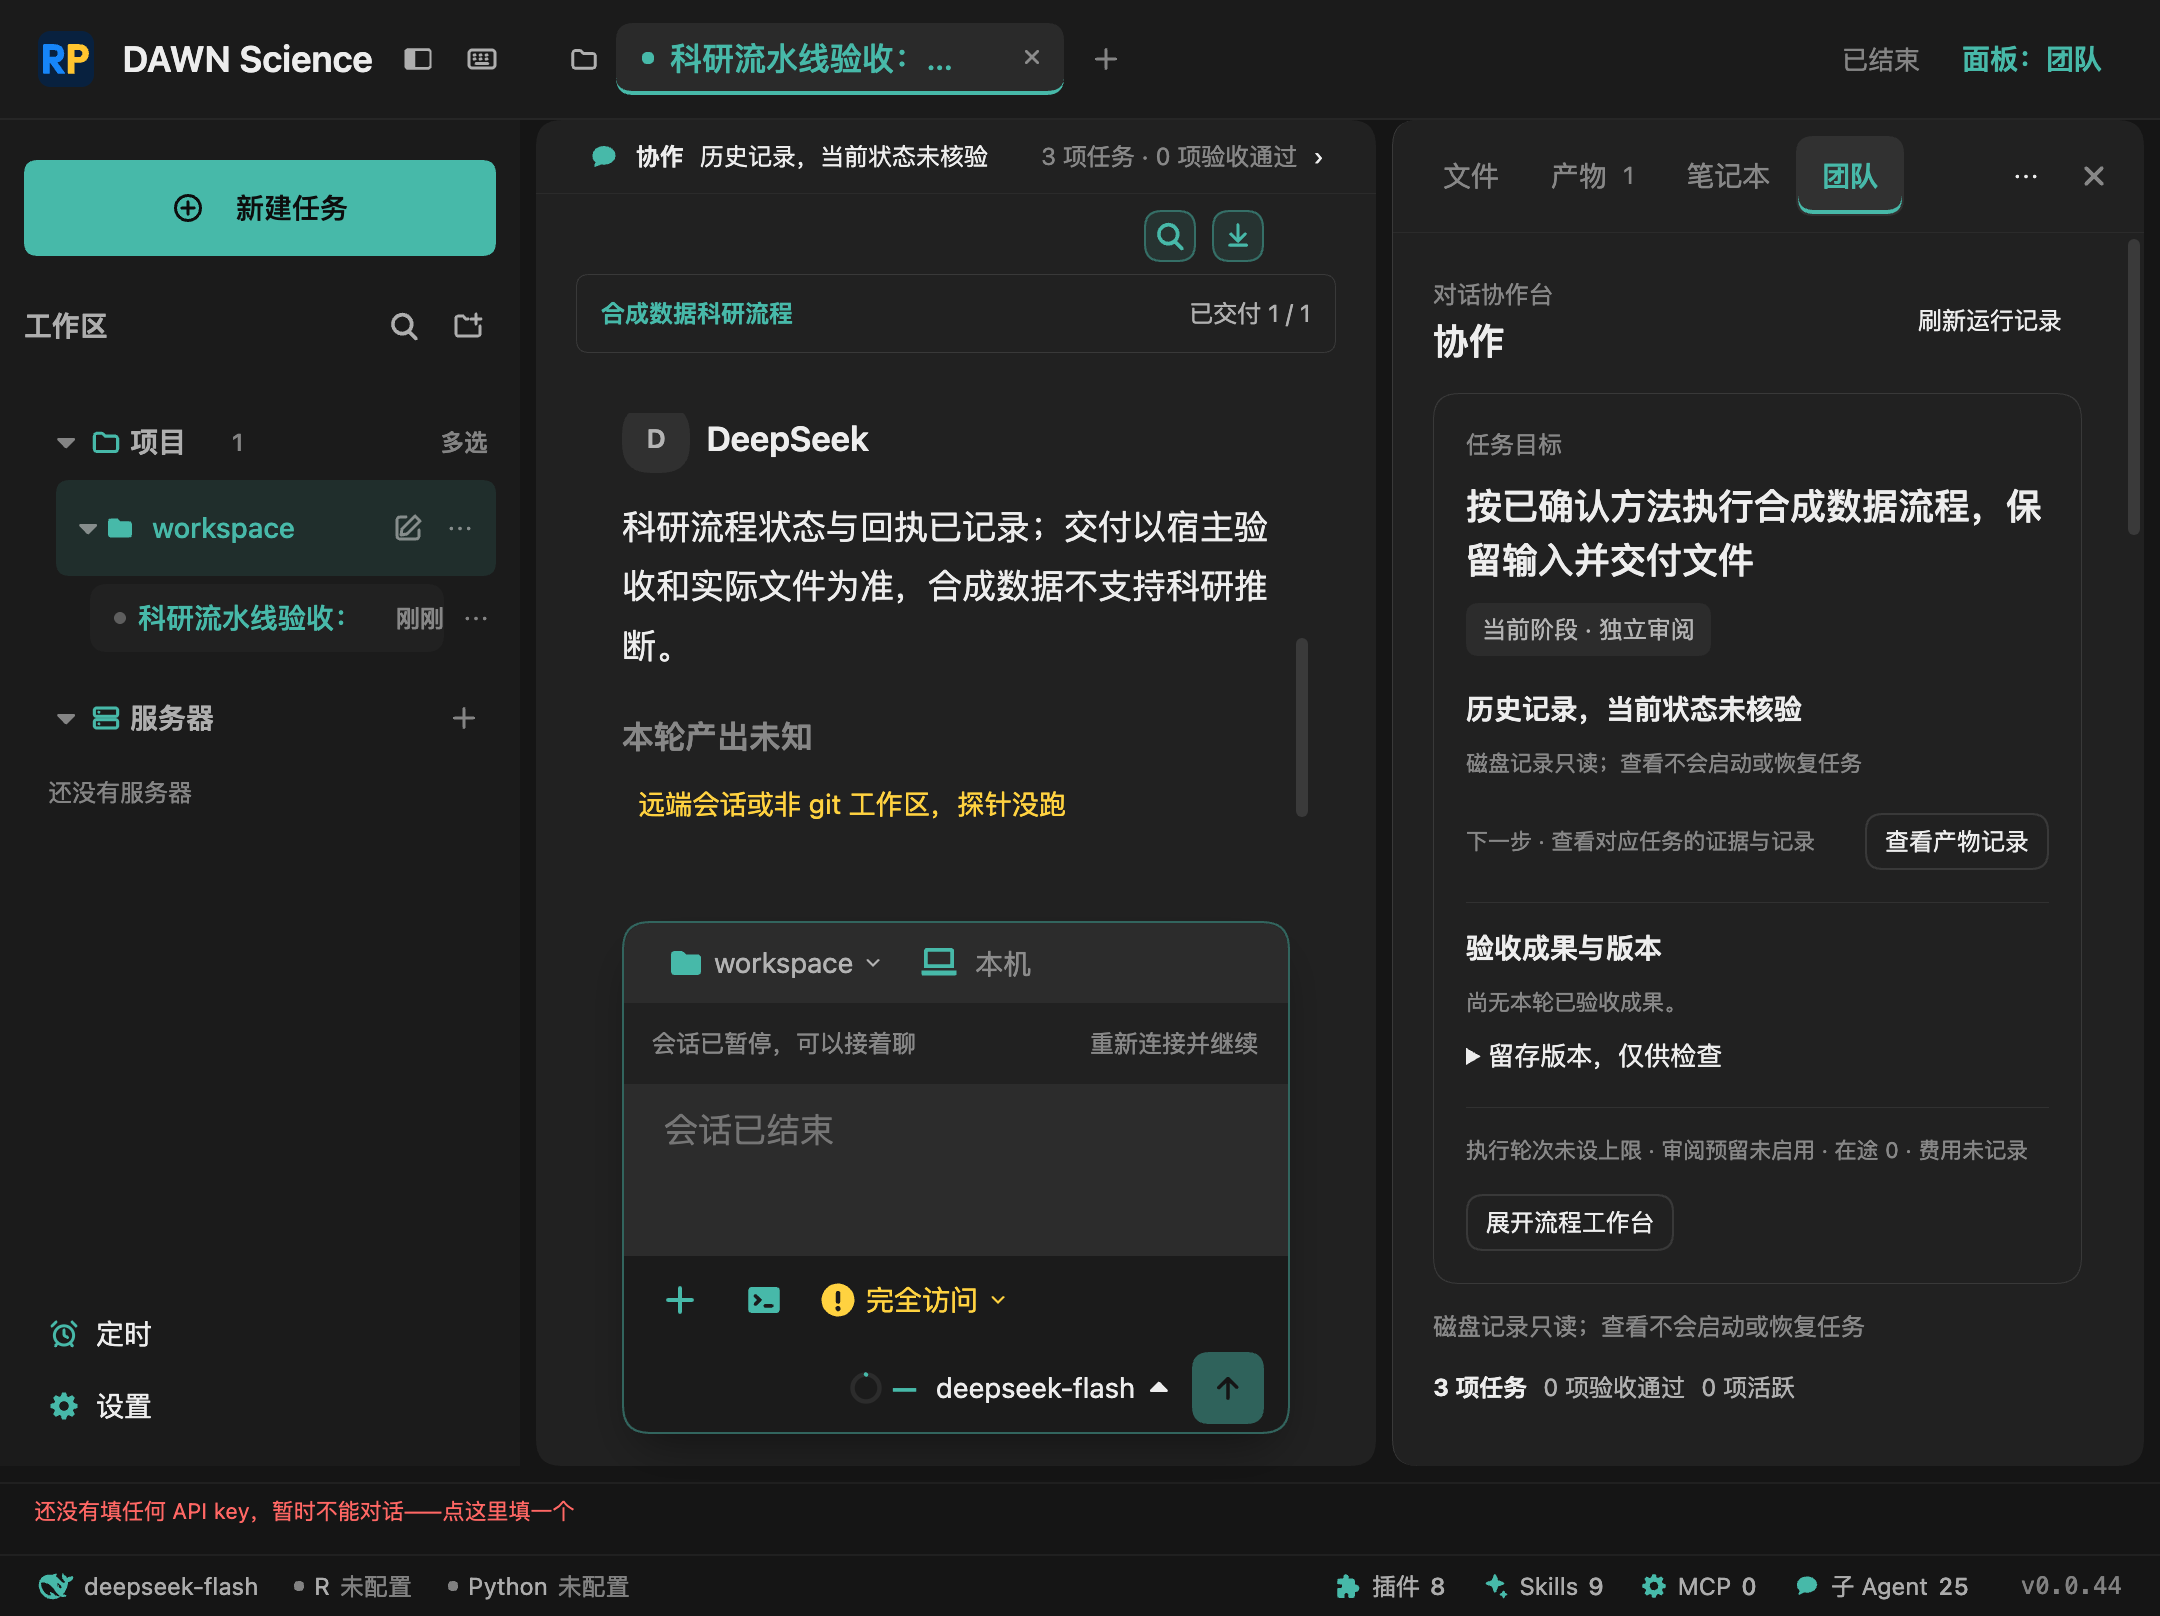 RP DAWN Science
科研流水线验收：...
已结束
面板：团队
新建任务
工作区
项目 1
多选
workspace
科研流水线验收：
刚刚
服务器
还没有服务器
定时
设置
协作 历史记录，当前状态未核验
3 项任务 · 0 项验收通过
合成数据科研流程
已交付 1 / 1
D DeepSeek
科研流程状态与回执已记录；交付以宿主验
收和实际文件为准，合成数据不支持科研推
断。
本轮产出未知
远端会话或非 git 工作区，探针没跑
workspace
本机
会话已暂停，可以接着聊
重新连接并继续
会话已结束
完全访问
deepseek-flash
文件
产物 1
笔记本
团队
对话协作台
协作
刷新运行记录
任务目标
按已确认方法执行合成数据流程，保
留输入并交付文件
当前阶段 · 独立审阅
历史记录，当前状态未核验
磁盘记录只读；查看不会启动或恢复任务
下一步 · 查看对应任务的证据与记录
查看产物记录
验收成果与版本
尚无本轮已验收成果。
留存版本，仅供检查
执行轮次未设上限 · 审阅预留未启用 · 在途 0 · 费用未记录
展开流程工作台
磁盘记录只读；查看不会启动或恢复任务
3 项任务 0 项验收通过 0 项活跃
还没有填任何 API key，暂时不能对话——点这里填一个
deepseek-flash
R 未配置
Python 未配置
插件 8
Skills 9
MCP 0
子 Agent 25
v0.0.44